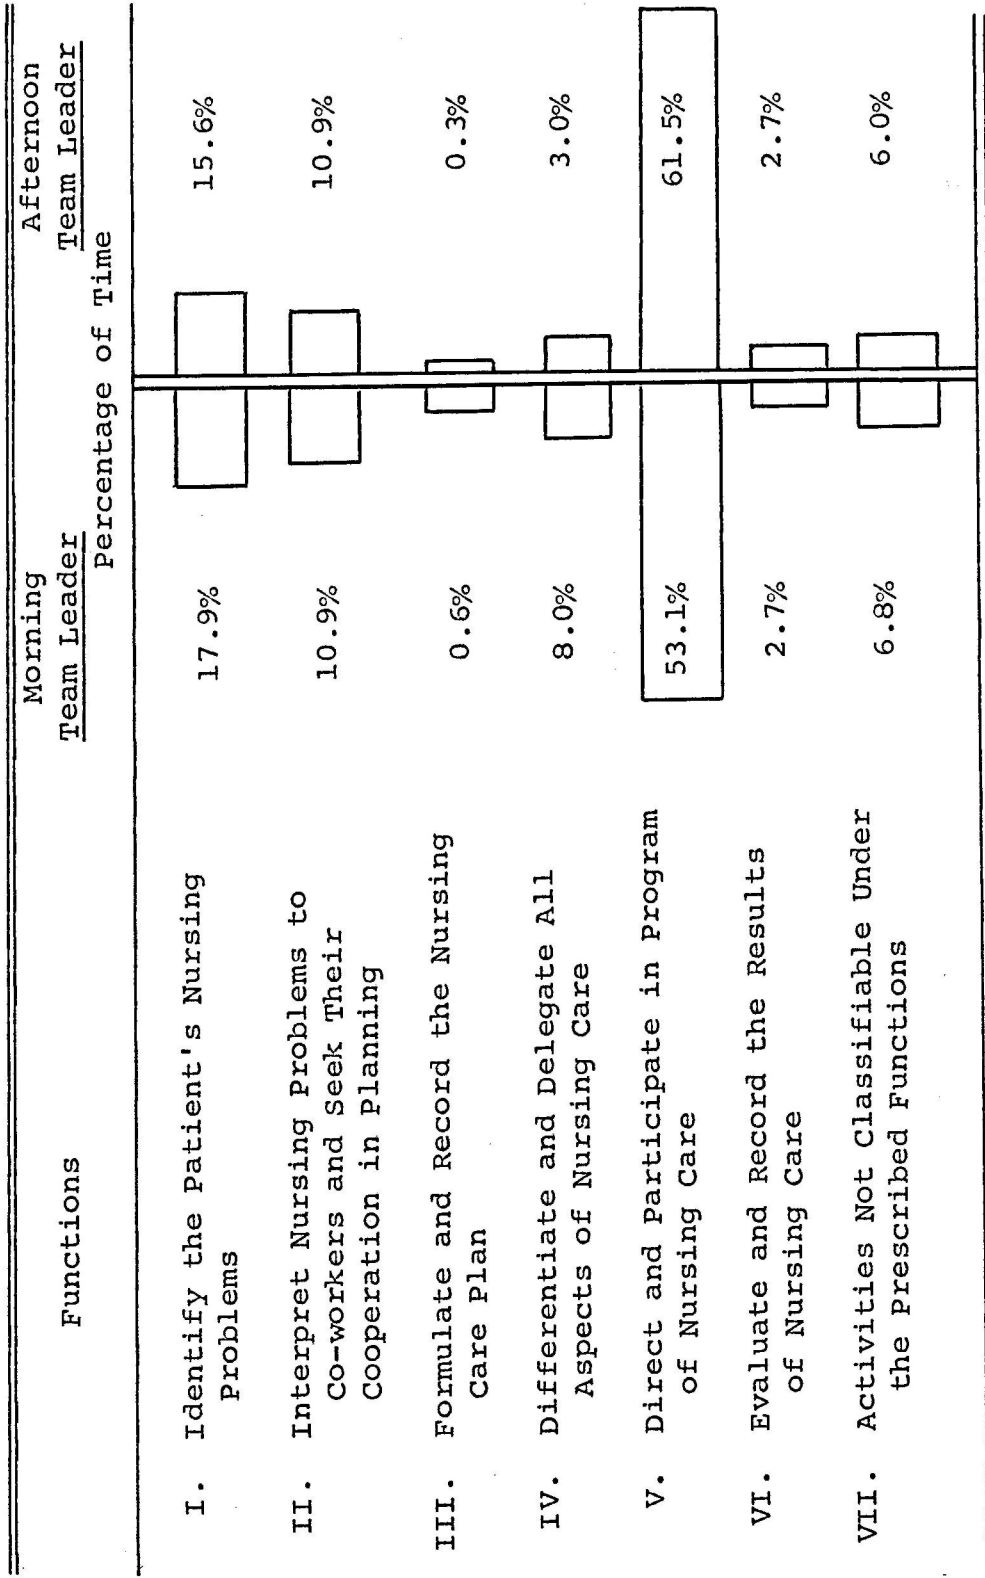 Functions
Morning
Team Leader
Afternoon
Team Leader
Percentage of Time
I. Identify the Patient's Nursing
Problems
17.9%
15.6%
II. Interpret Nursing Problems to
Co-workers and Seek Their
Cooperation in Planning
10.9%
10.9%
III. Formulate and Record the Nursing
Care Plan
0.6%
0.3%
IV. Differentiate and Delegate All
Aspects of Nursing Care
8.0%
3.0%
V. Direct and Participate in Program
of Nursing Care
53.1%
61.5%
VI. Evaluate and Record the Results
of Nursing Care
2.7%
2.7%
VII. Activities Not Classifiable Under
the Prescribed Functions
6.8%
6.0%